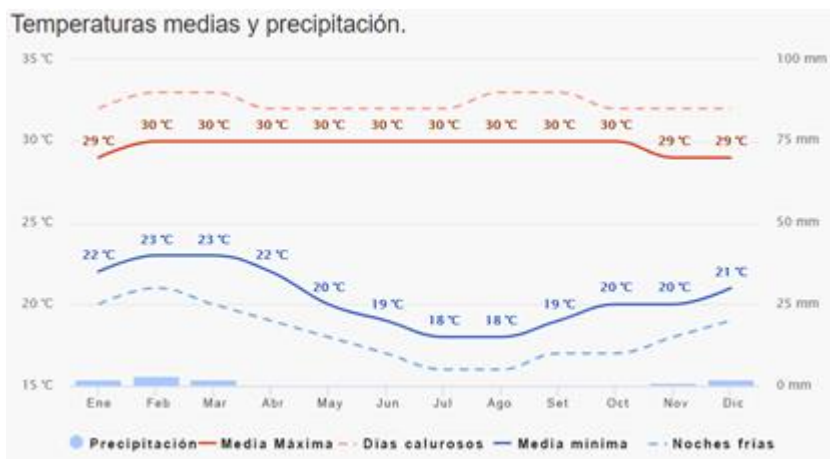 Temperaturas medias y precipitación.
35 ℃ 100 mm
30 ℃ 30 ℃ 30 ℃ 30 ℃ 30 ℃ 30 ℃ 30 ℃ 30 ℃ 30 ℃
30 ℃ 29 ℃ 29 ℃ 29 ℃ 75 mm
25 ℃ 50 mm
23 ℃ 23 ℃
22 ℃ 22 ℃
21 ℃
20 ℃ 20 ℃ 20 ℃
19 ℃ 19 ℃
20 ℃ 25 mm
18 ℃ 18 ℃
15 ℃ 0 mm
Ene Feb Mar Abr May Jun Jul Ago Set Oct Nov Dic
Precipitación Media Máxima Dias calurosos Media minima Noches frias